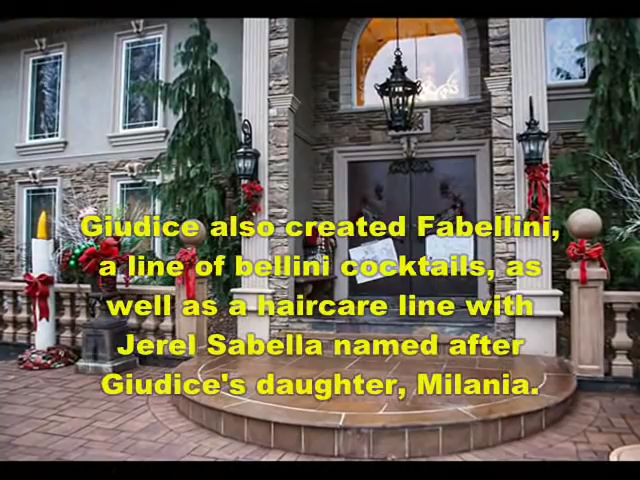 Giudice also created Fabellini,
a line of bellini cocktails, as
well as a haircare line with
Jerel Sabella named after
Giudice's daughter, Milania.